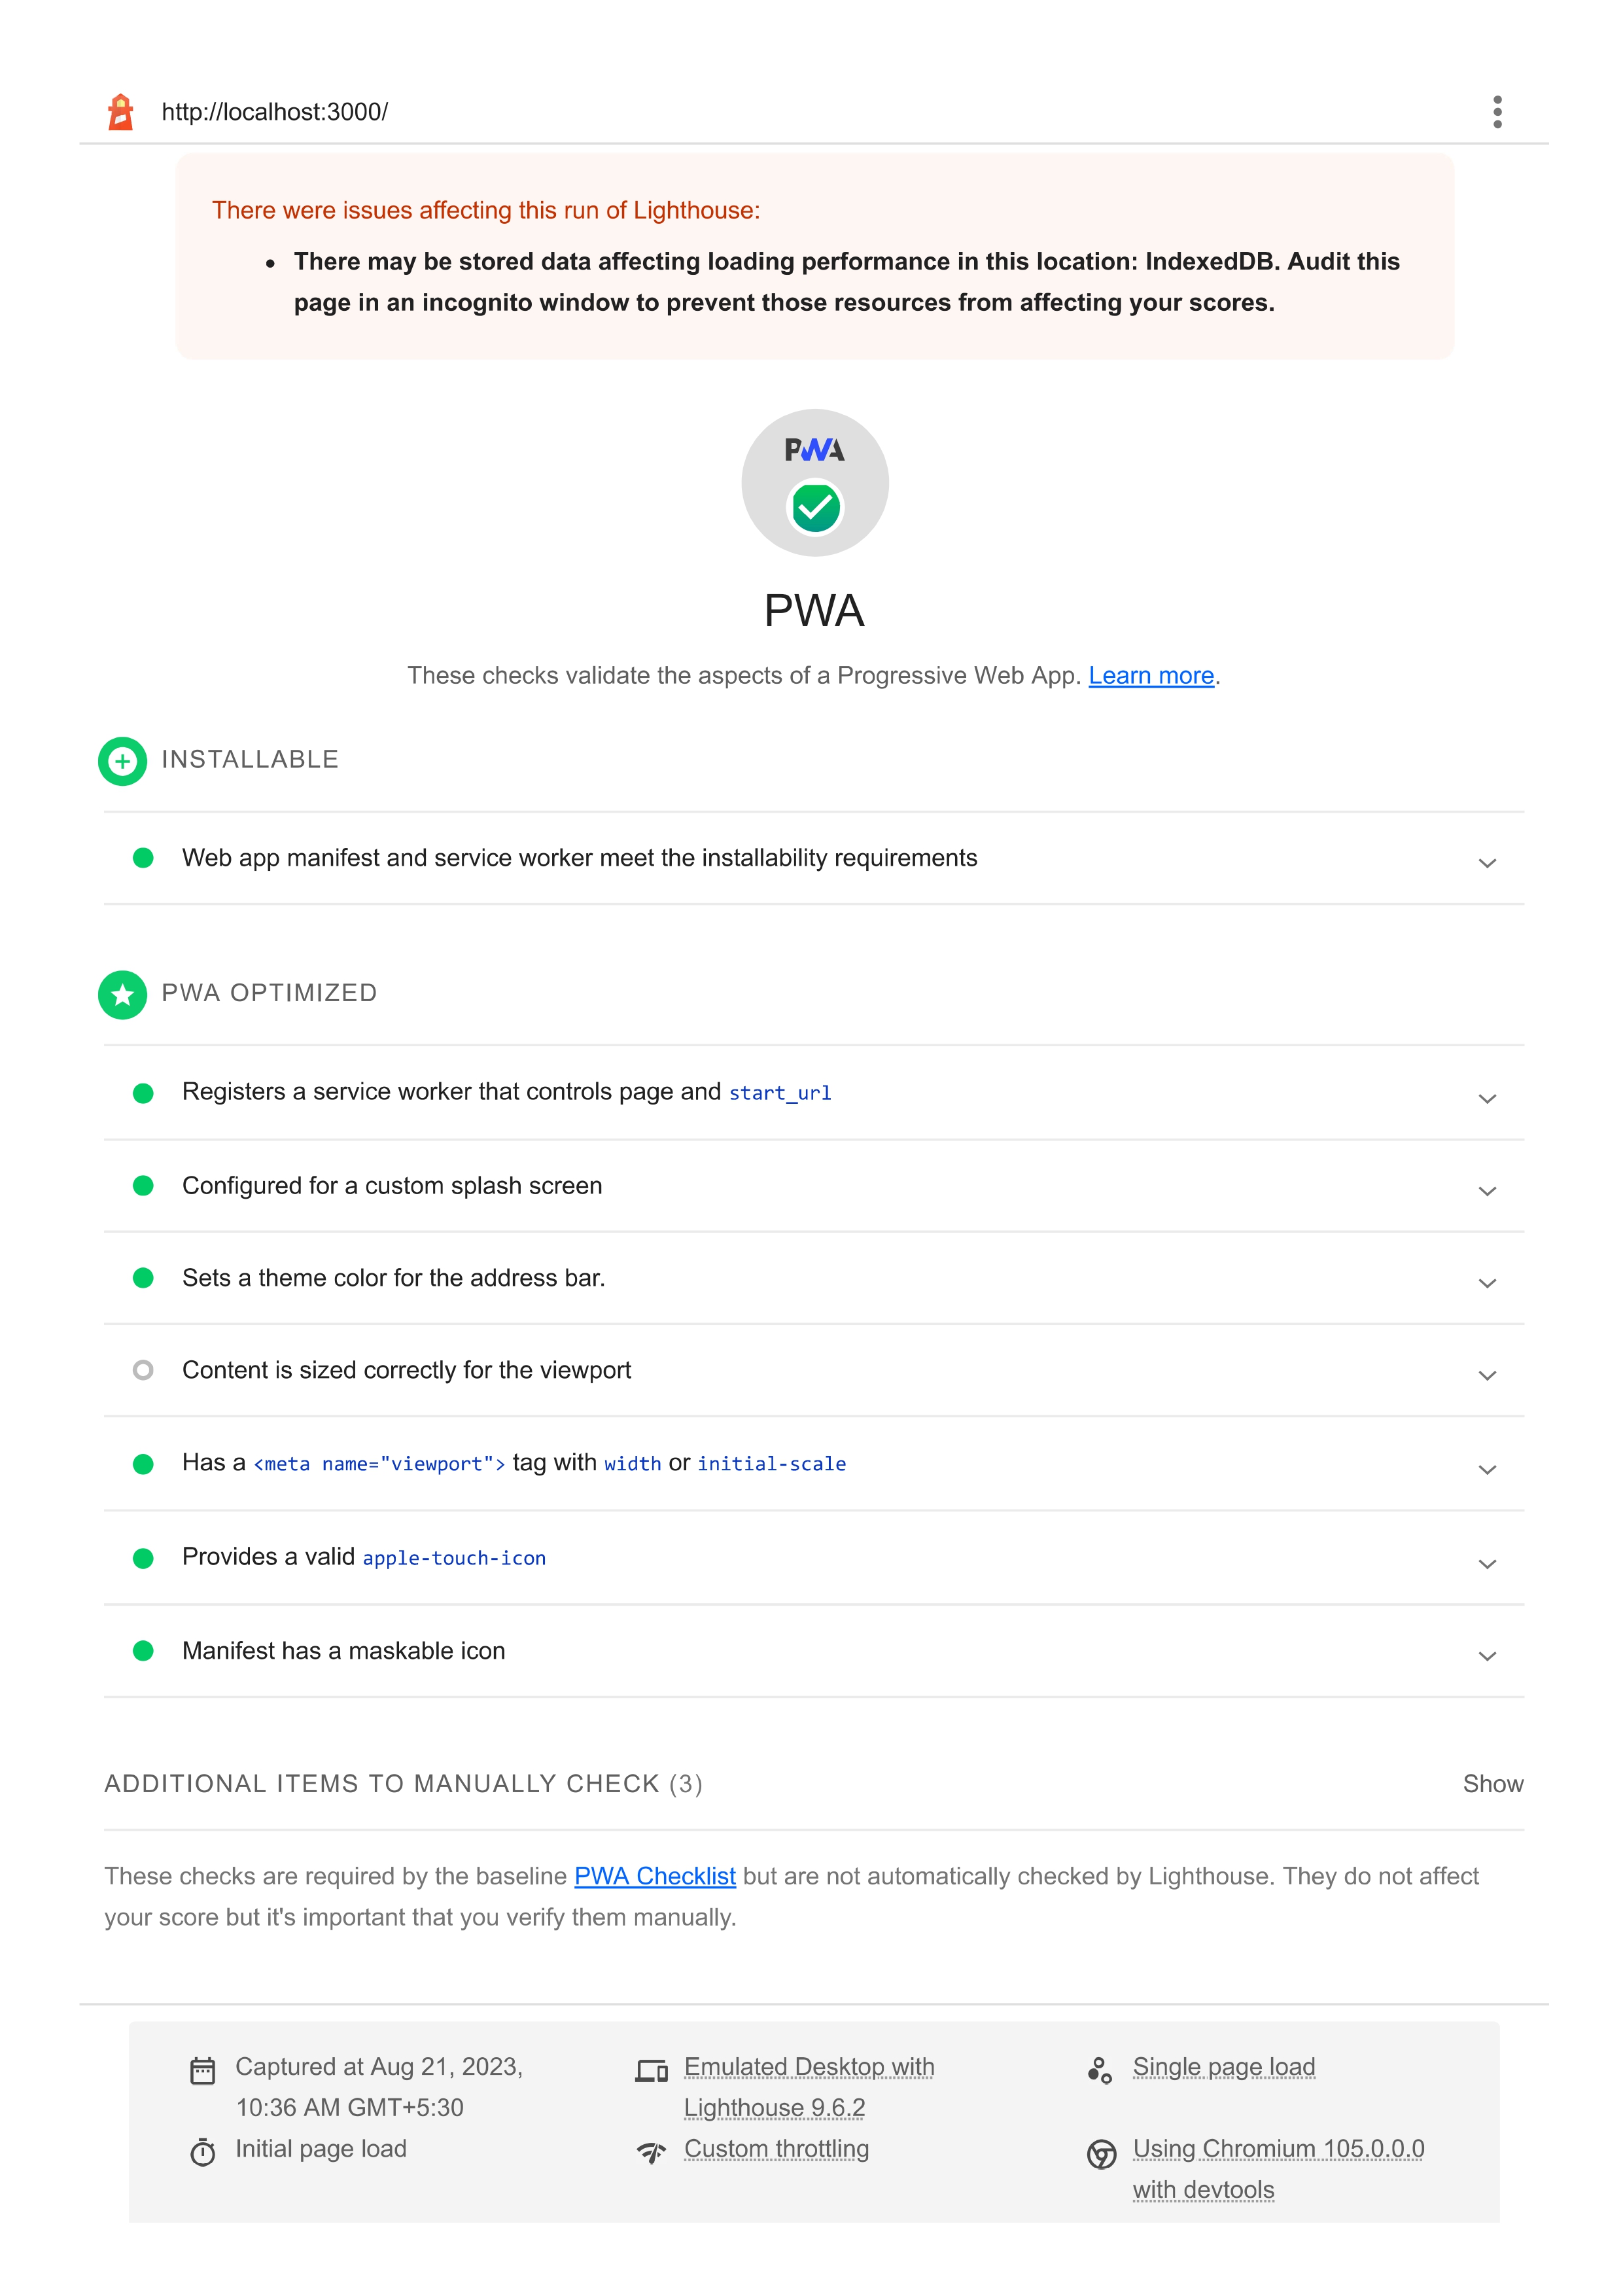 http://localhost:3000/
There were issues affecting this run of Lighthouse:
• There may be stored data affecting loading performance in this location: IndexedDB. Audit this
page in an incognito window to prevent those resources from affecting your scores.
PWA
PWA
These checks validate the aspects of a Progressive Web App. Learn more.
INSTALLABLE
Web app manifest and service worker meet the installability requirements
PWA OPTIMIZED
Registers a service worker that controls page and start_url
Configured for a custom splash screen
Sets a theme color for the address bar.
Content is sized correctly for the viewport
Has a <meta name="viewport"> tag with width or initial-scale
Provides a valid apple-touch-icon
Manifest has a maskable icon
ADDITIONAL ITEMS TO MANUALLY CHECK (3)
Show
These checks are required by the baseline PWA Checklist but are not automatically checked by Lighthouse. They do not affect
your score but it's important that you verify them manually.
Captured at Aug 21, 2023,
10:36 AM GMT+5:30
Emulated Desktop with
Lighthouse 9.6.2
Single page load
Initial page load
Custom throttling
Using Chromium 105.0.0.0
with devtools